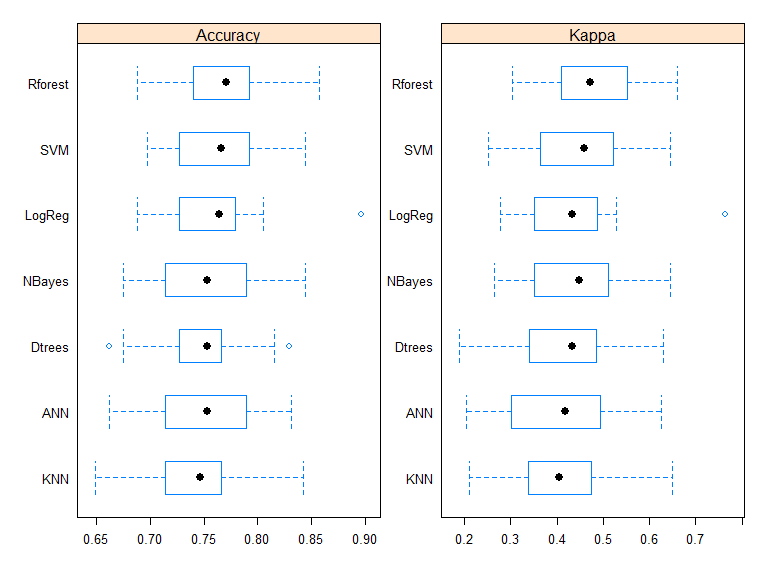 Accuracy
Rforest
SVM
LogReg
NBayes
Dtrees
ANN
KNN
0.65 0.70 0.75 0.80 0.85 0.90
Kappa
Rforest
SVM
LogReg
NBayes
Dtrees
ANN
KNN
0.2 0.3 0.4 0.5 0.6 0.7